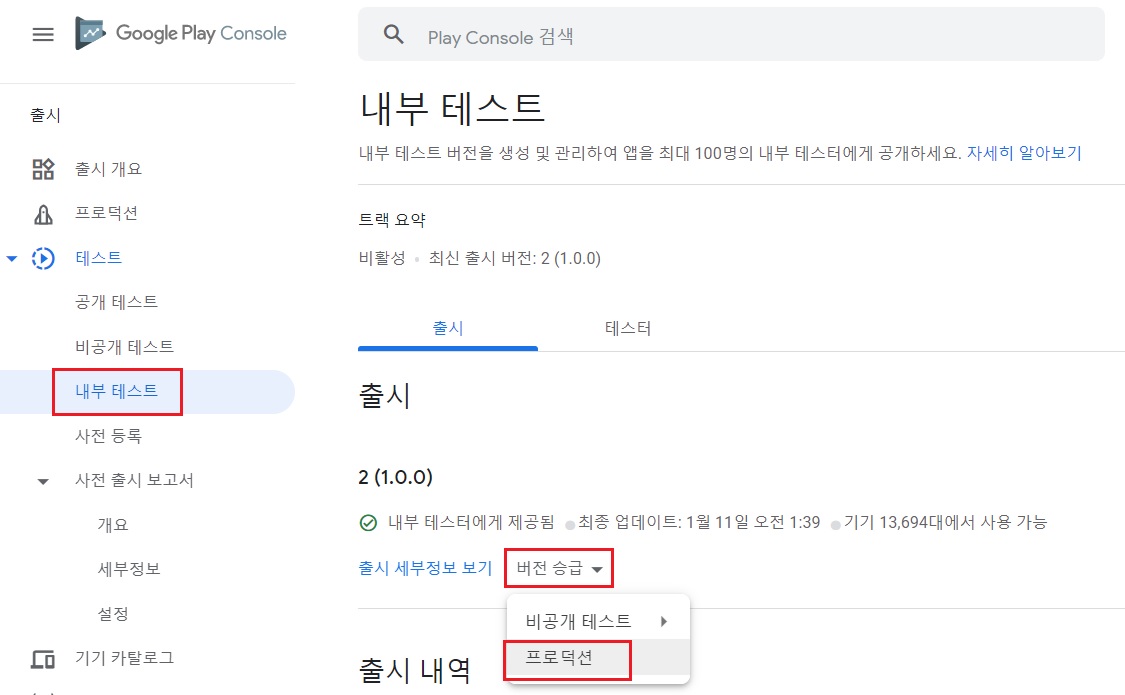 Google Play Console
Play Console 검색
출시
출시 개요
프로덕션
테스트
공개 테스트
비공개 테스트
내부 테스트
사전 등록
사전 출시 보고서
개요
세부정보
설정
기기 카탈로그
내부 테스트
내부 테스트 버전을 생성 및 관리하여 앱을 최대 100명의 내부 테스터에게 공개하세요. 자세히 알아보기
트랙 요약
비활성 • 최신 출시 버전: 2 (1.0.0)
출시 테스터
출시
2 (1.0.0)
내부 테스터에게 제공됨 ●최종 업데이트: 1월 11일 오전 1:39 ●기기 13,694대에서 사용 가능
출시 세부정보 보기 버전 승급
비공개 테스트
프로덕션
출시 내역